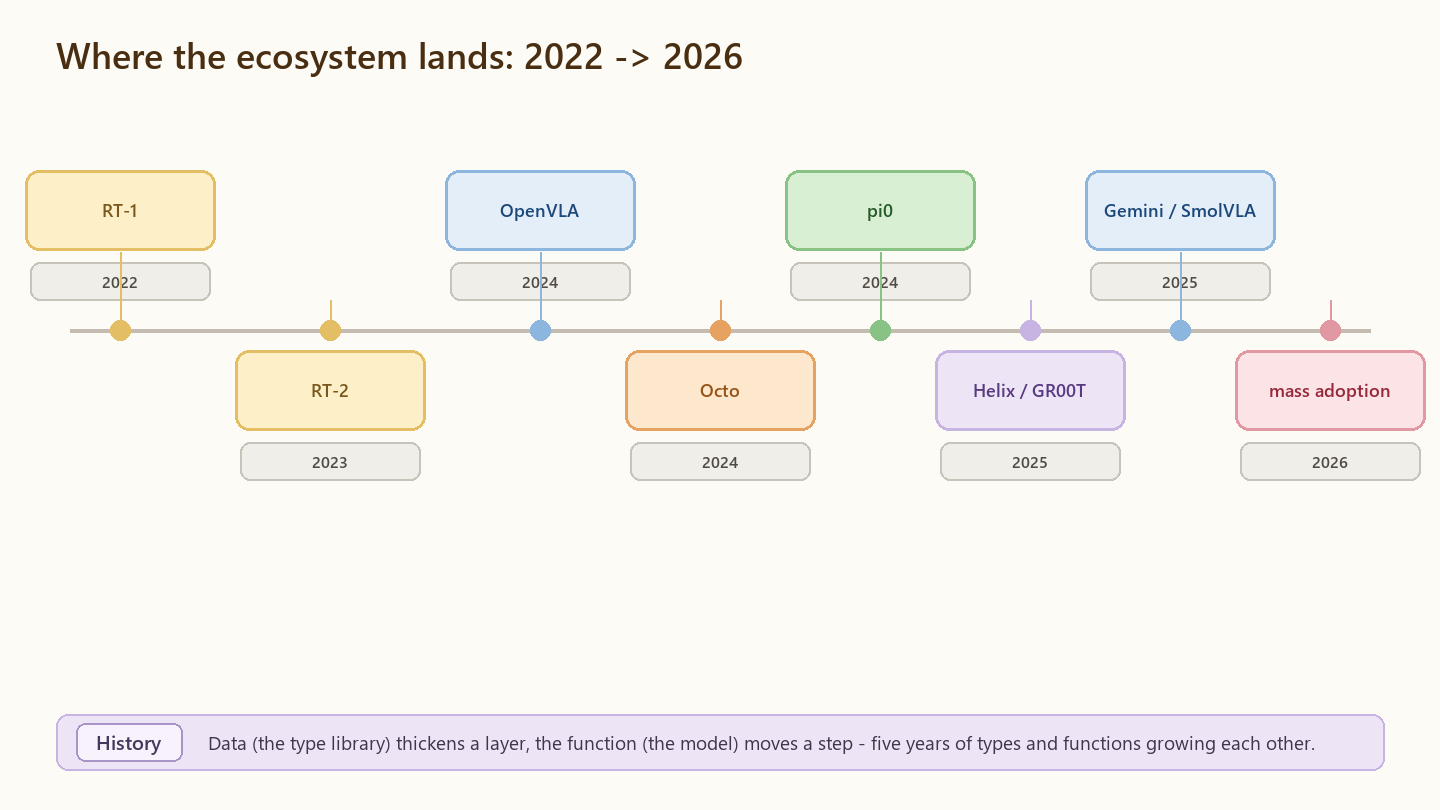 Where the ecosystem lands: 2022 -> 2026
RT-1
2022
RT-2
2023
OpenVLA
2024
Octo
2024
pi0
2024
Helix / GR00T
2025
Gemini / SmolVLA
2025
mass adoption
2026
History
Data (the type library) thickens a layer, the function (the model) moves a step - five years of types and functions growing each other.